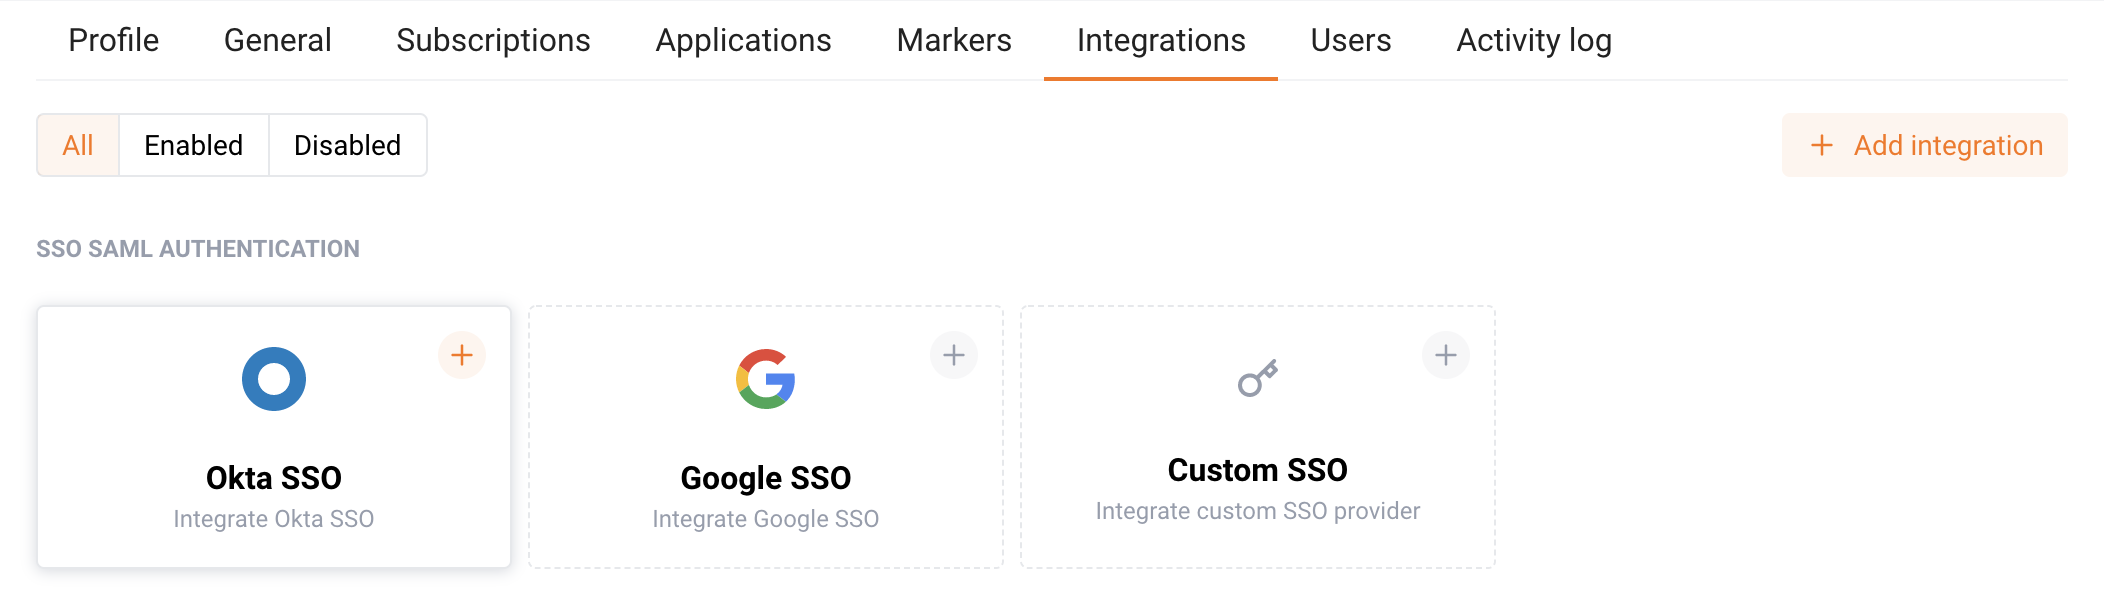 Profile General Subscriptions Applications Markers Integrations Users Activity log
All Enabled Disabled + Add integration
SSO SAML AUTHENTICATION
Okta SSO
Integrate Okta SSO
Google SSO
Integrate Google SSO
Custom SSO
Integrate custom SSO provider